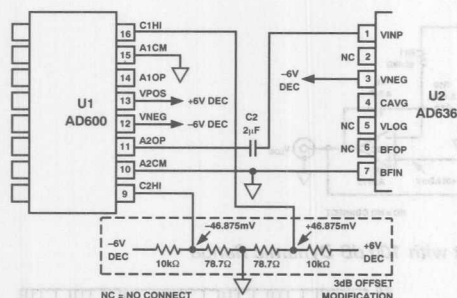 U1
AD600
16 C1HI
15 A1CM
14 A1OP
13 VPOS
+6V DEC
12 VNEG
–6V DEC
11 A2OP
10 A2CM
9 C2HI
C2
2µF
U2
AD636
1 VINP
NC 2
–6V
DEC
3 VNEG
4 CAVG
NC 5 VLOG
NC 6 BFOP
7 BFIN
–46.875mV
+46.875mV
–6V
DEC
+6V
DEC
10kΩ 78.7Ω 78.7Ω 10kΩ
NC = NO CONNECT
3dB OFFSET
MODIFICATION